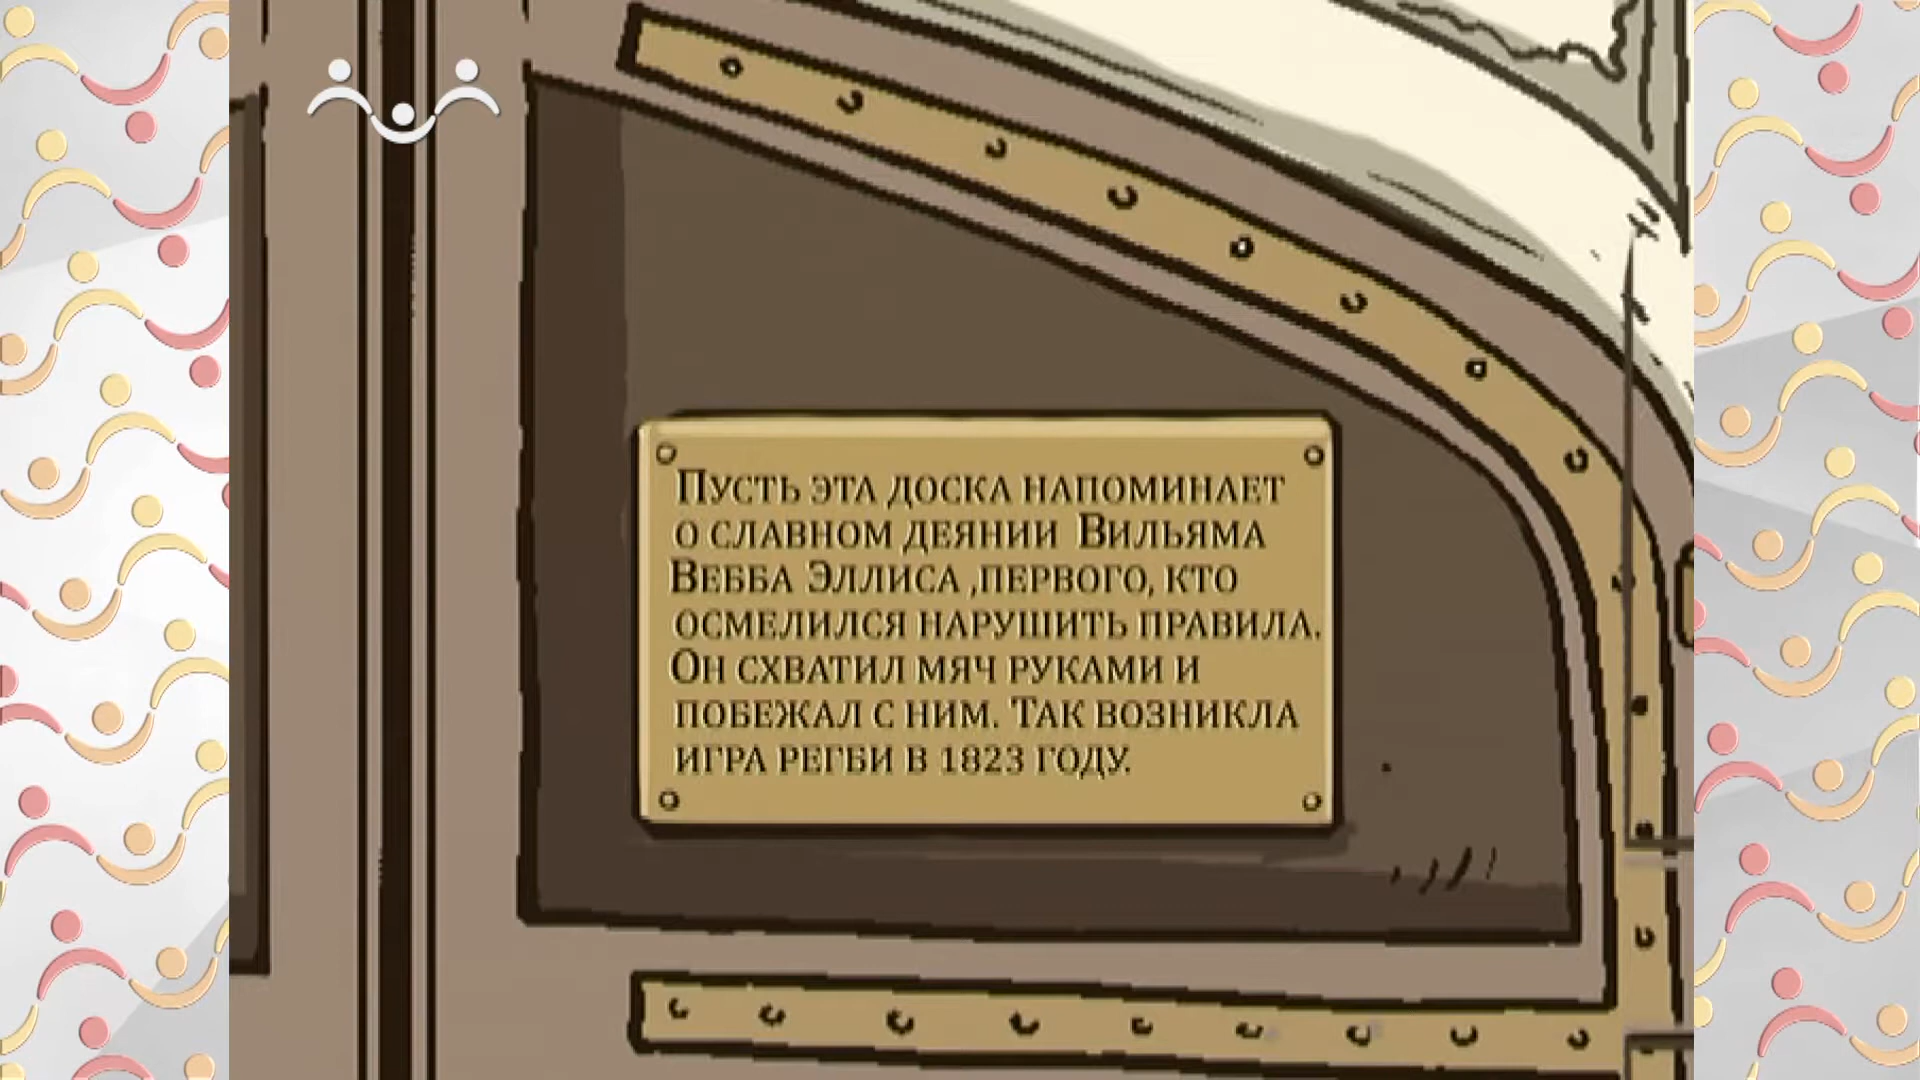 Пусть эта доска напоминает
о славном деянии Вильяма
Вебба Эллиса ,первого, кто
осмелился нарушить правила.
Он схватил мяч руками и
побежал с ним. Так возникла
игра регби в 1823 году.